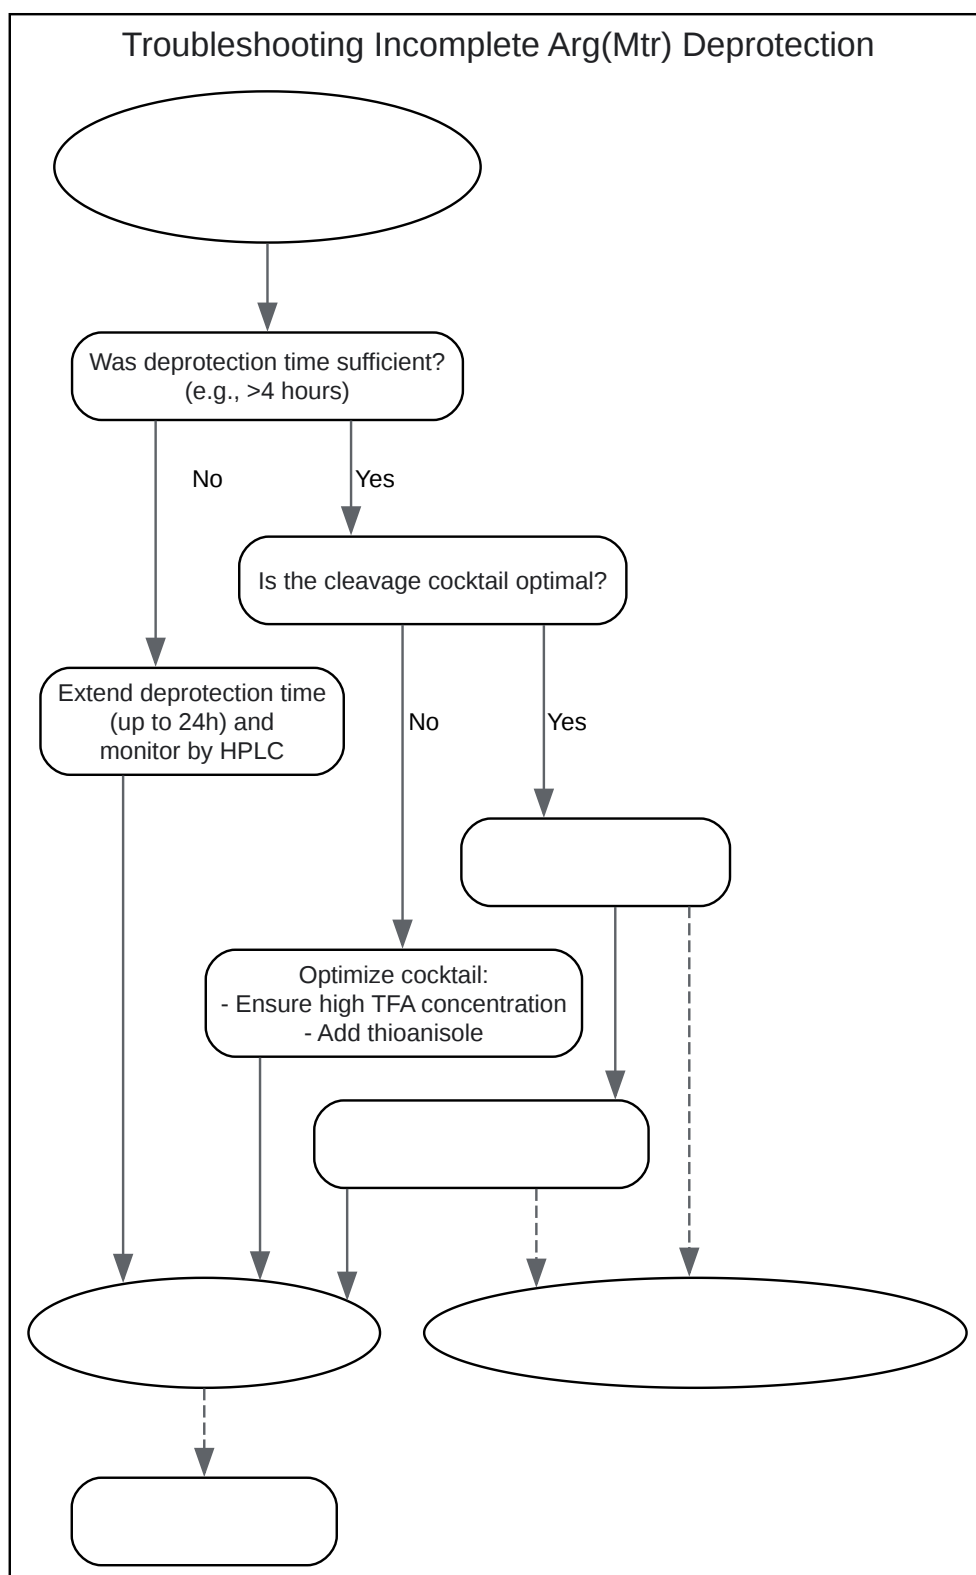 Troubleshooting Incomplete Arg(Mtr) Deprotection
Was deprotection time sufficient?
(e.g., >4 hours)
No
Yes
Is the cleavage cocktail optimal?
Extend deprotection time
(up to 24h) and
monitor by HPLC
No
Yes
Optimize cocktail:
- Ensure high TFA concentration
- Add thioanisole